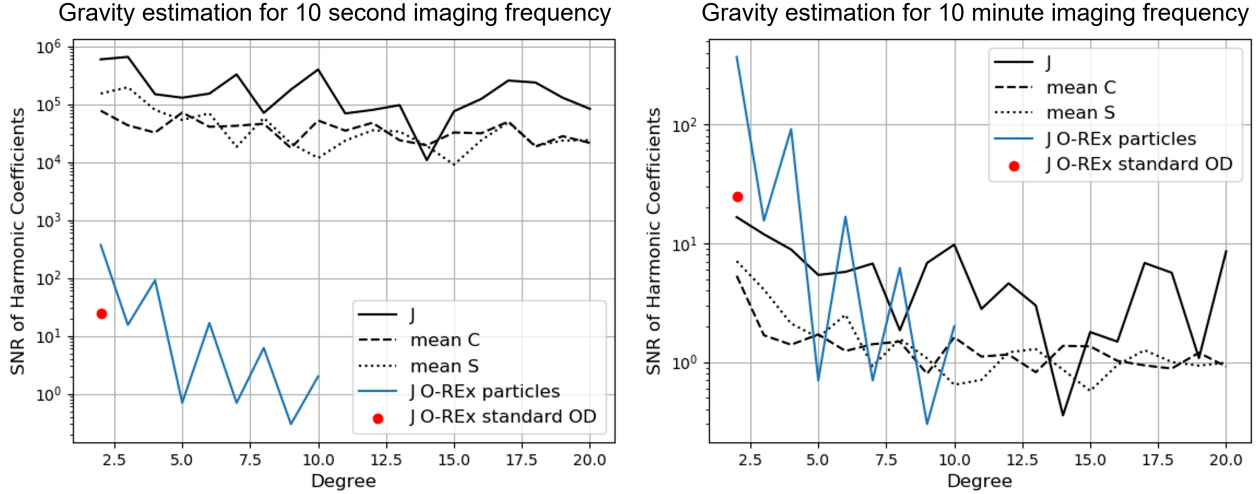 Gravity estimation for 10 second imaging frequency
SNR of Harmonic Coefficients
10^6
10^5
10^4
10^3
10^2
10^1
10^0
J
mean C
mean S
J O-REx particles
J O-REx standard OD
2.5 5.0 7.5 10.0 12.5 15.0 17.5 20.0
Degree
Gravity estimation for 10 minute imaging frequency
SNR of Harmonic Coefficients
10^2
10^1
10^0
J
mean C
mean S
J O-REx particles
J O-REx standard OD
2.5 5.0 7.5 10.0 12.5 15.0 17.5 20.0
Degree